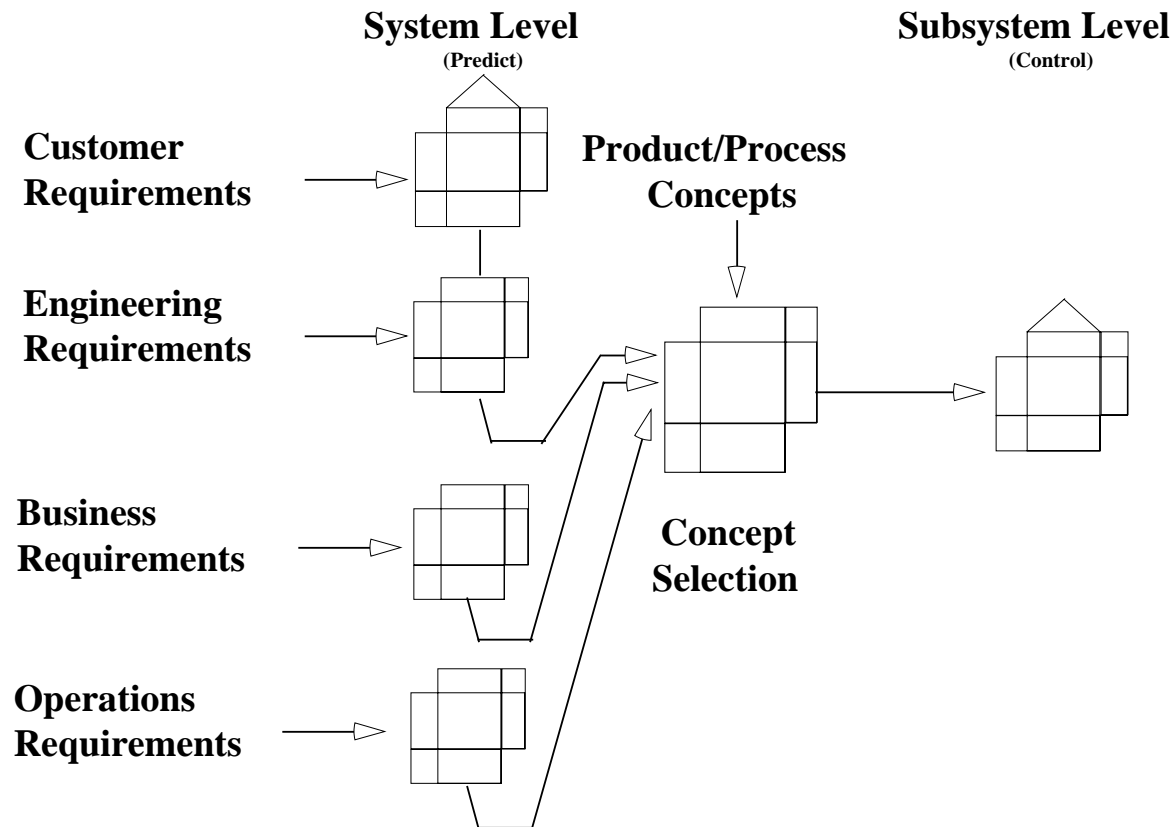 System Level
(Predict)
Subsystem Level
(Control)
Customer
Requirements
Product/Process
Concepts
Engineering
Requirements
Business
Requirements
Concept
Selection
Operations
Requirements